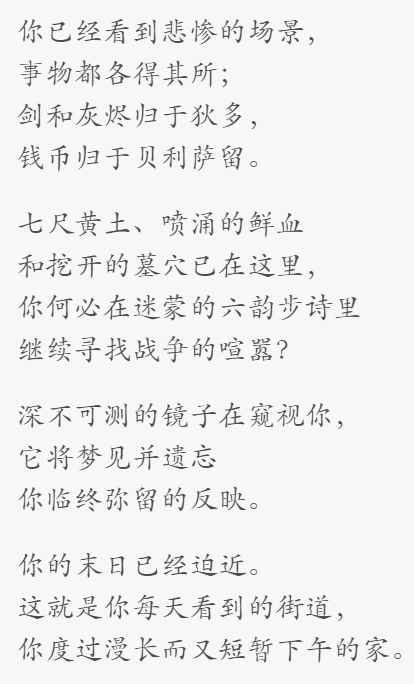 你已经看到悲惨的场景，
事物都各得其所；
剑和灰烬归于狄多，
钱币归于贝利萨留。
七尺黄土、喷涌的鲜血
和挖开的墓穴已在这里，
你何必在迷蒙的六韵步诗里
继续寻找战争的喧嚣？
深不可测的镜子在窥视你，
它将梦见并遗忘
你临终弥留的反映。
你的末日已经迫近。
这就是你每天看到的街道，
你度过漫长而又短暂下午的家。